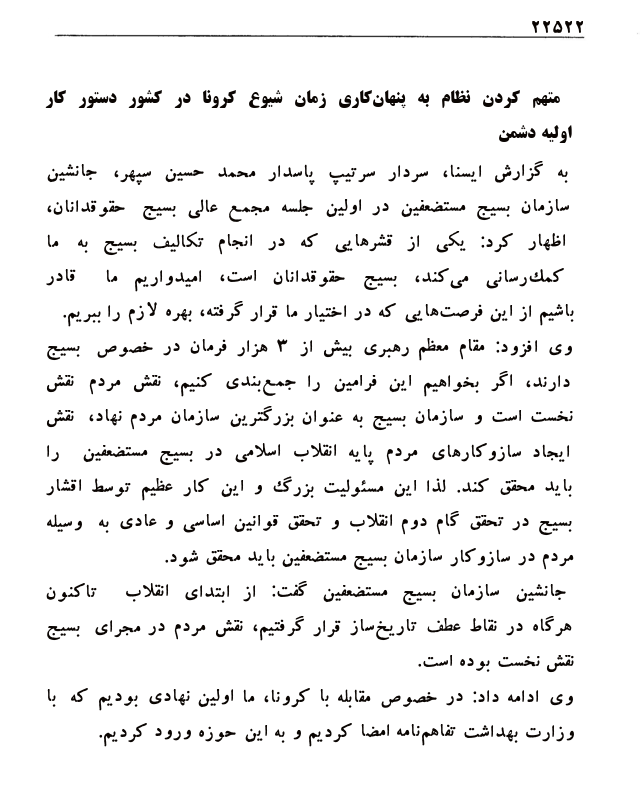 ۲۲۵۲۲
متهم کردن نظام به پنهان‌کاری زمان شیوع کرونا در کشور دستور کار
اولیه دشمن
به گزارش ایسنا، سردار سرتیپ پاسدار محمد حسین سپهر، جانشین
سازمان بسیج مستضعفین در اولین جلسه مجمع عالی بسیج حقوقدانان،
اظهار کرد: یکی از قشرهایی که در انجام تکالیف بسیج به ما
کمک‌رسانی می‌کند، بسیج حقوقدانان است، امیدواریم ما قادر
باشیم از این فرصت‌هایی که در اختیار ما قرار گرفته، بهره لازم را ببریم.
وی افزود: مقام معظم رهبری بیش از ۳ هزار فرمان در خصوص بسیج
دارند، اگر بخواهیم این فرامین را جمع‌بندی کنیم، نقش مردم نقش
نخست است و سازمان بسیج به عنوان بزرگترین سازمان مردم نهاد، نقش
ایجاد سازوکارهای مردم پایه انقلاب اسلامی در بسیج مستضعفین را
باید محقق کند. لذا این مسئولیت بزرگ و این کار عظیم توسط اقشار
بسیج در تحقق گام دوم انقلاب و تحقق قوانین اساسی و عادی به وسیله
مردم در سازوکار سازمان بسیج مستضعفین باید محقق شود.
جانشین سازمان بسیج مستضعفین گفت: از ابتدای انقلاب تاکنون
هرگاه در نقاط عطف تاریخ‌ساز قرار گرفتیم، نقش مردم در مجرای بسیج
نقش نخست بوده است.
وی ادامه داد: در خصوص مقابله با کرونا، ما اولین نهادی بودیم که با
وزارت بهداشت تفاهم‌نامه امضا کردیم و به این حوزه ورود کردیم.